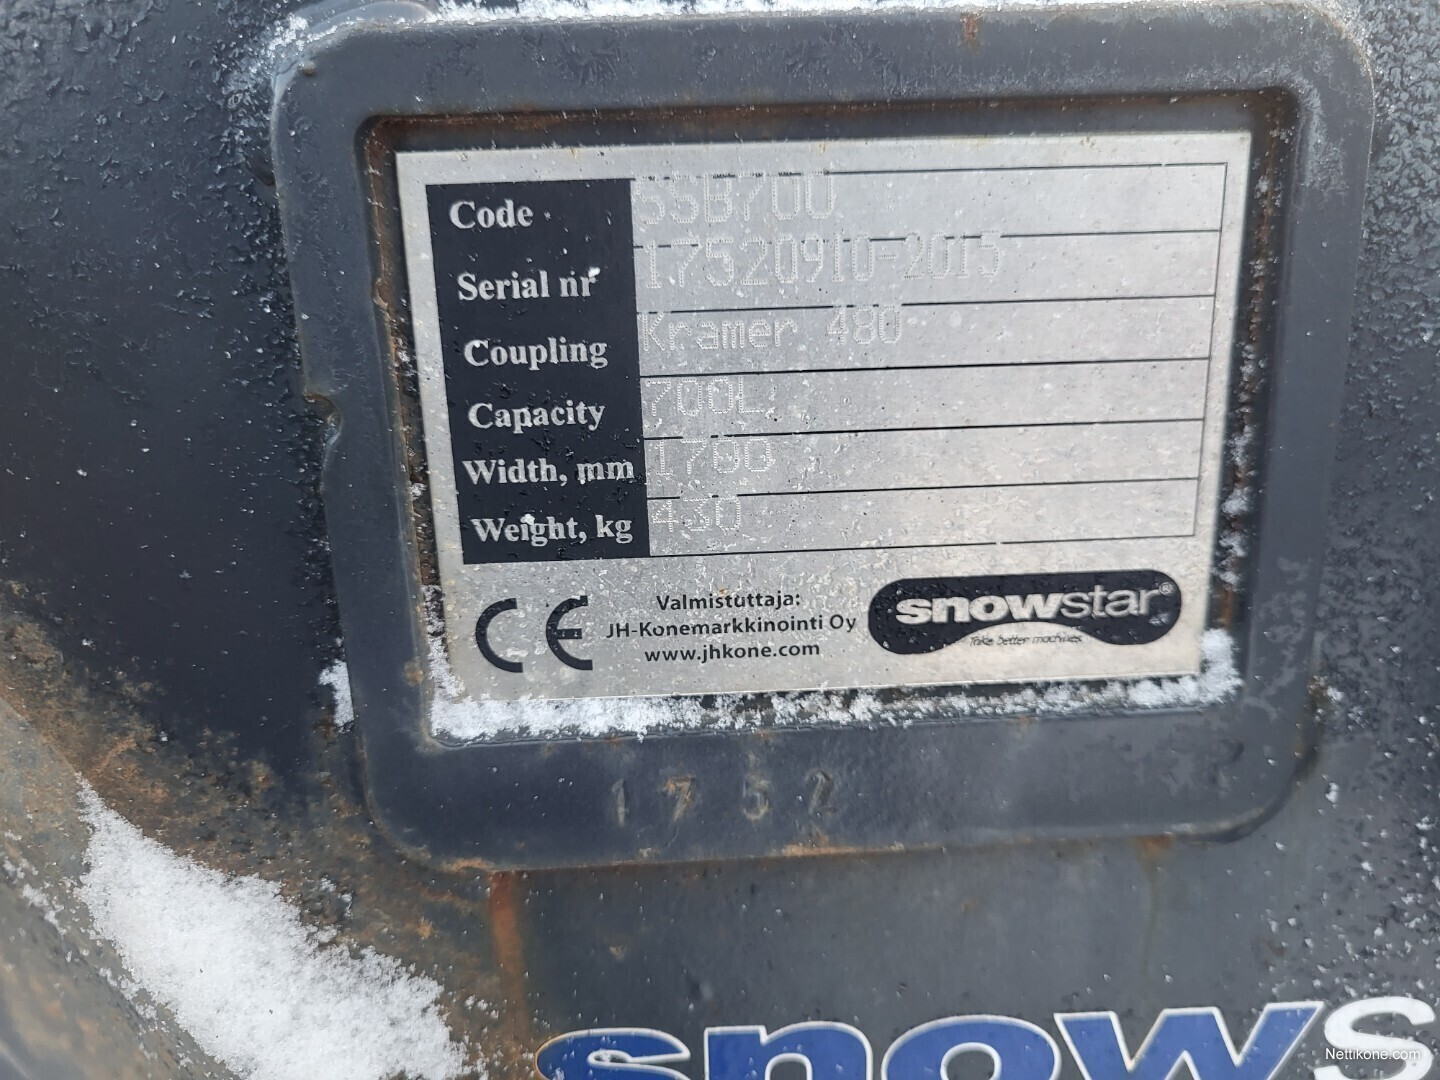 Code SSB700
Serial nr 17520910-2015
Coupling Kramer 480
Capacity 700L
Width, mm 1700
Weight, kg 430
CE
Valmistuttaja:
JH-Konemarkkinointi Oy
www.jhkone.com
snowstar®
Take better machines
1752
snows
Nettikone.com